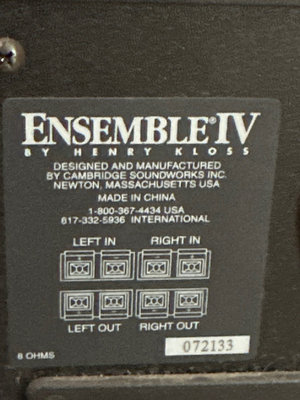 ENSEMBLE® IV
BY HENRY KLOSS
DESIGNED AND MANUFACTURED
BY CAMBRIDGE SOUNDWORKS INC.
NEWTON, MASSACHUSETTS USA
MADE IN CHINA
1-800-367-4434 USA
617-332-5936 INTERNATIONAL
LEFT IN RIGHT IN
LEFT OUT RIGHT OUT
8 OHMS 072133